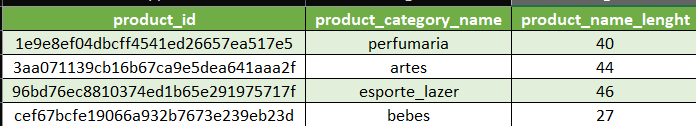 product_id product_category_name product_name_lenght
1e9e8ef04dbcff4541ed26657ea517e5 perfumaria 40
3aa071139cb16b67ca9e5dea641aaa2f artes 44
96bd76ec8810374ed1b65e291975717f esporte_lazer 46
cef67bcfe19066a932b7673e239eb23d bebes 27